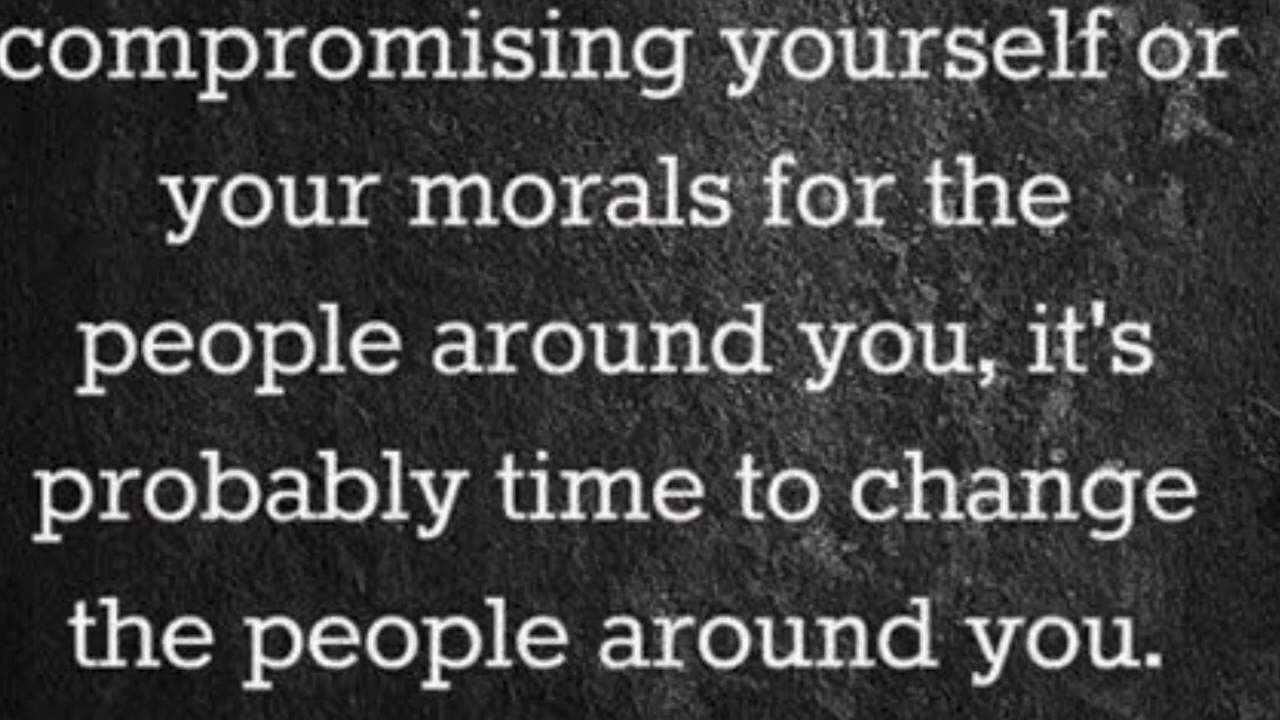 compromising yourself or
your morals for the
people around you, it's
probably time to change
the people around you.